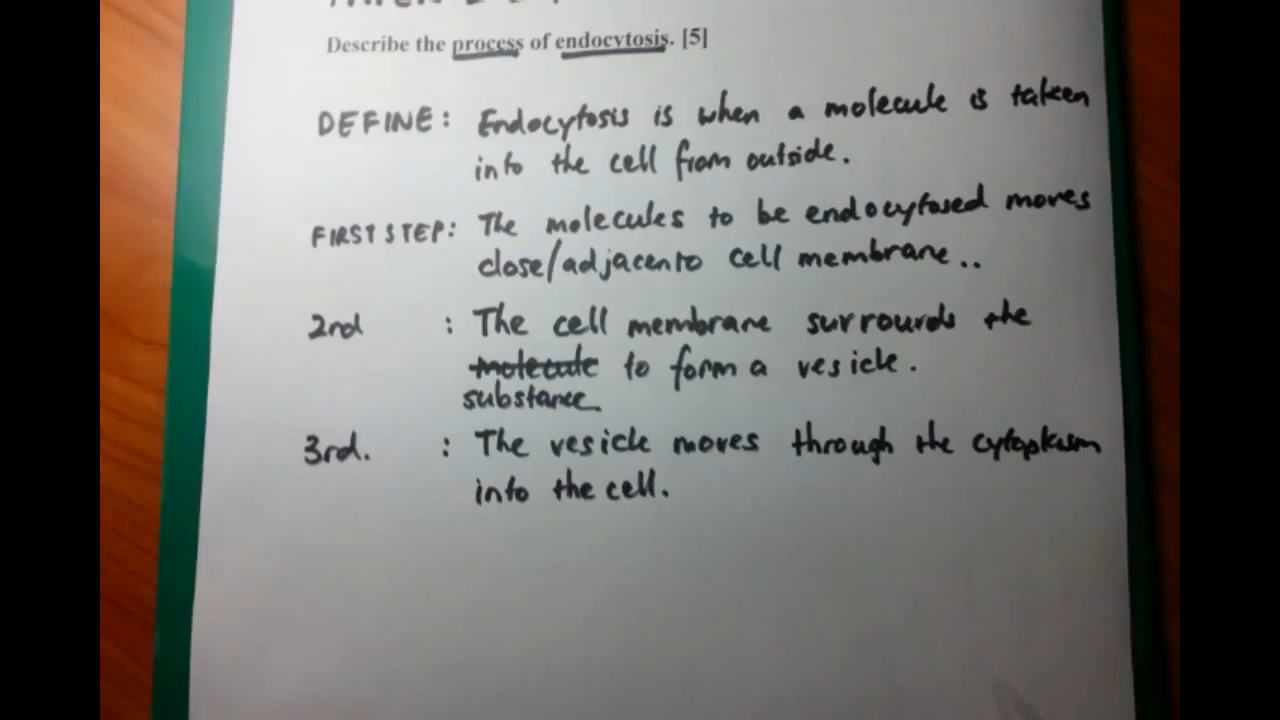 Describe the process of endocytosis. [5]
DEFINE: Endocytosis is when a molecule is taken
into the cell from outside.
FIRST STEP: The molecules to be endocytosed moves
close/adjacent to cell membrane..
2nd : The cell membrane surrounds the
molecule to form a vesicle.
substance
3rd. : The vesicle moves through the cytoplasm
into the cell.